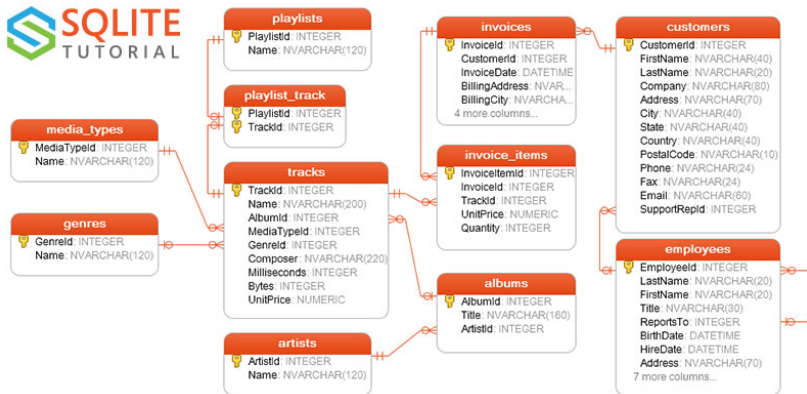 SQLITE
TUTORIAL
playlists
PlaylistId: INTEGER
Name: NVARCHAR(120)
playlist_track
PlaylistId: INTEGER
TrackId: INTEGER
media_types
MediaTypeId: INTEGER
Name: NVARCHAR(120)
genres
GenreId: INTEGER
Name: NVARCHAR(120)
tracks
TrackId: INTEGER
Name: NVARCHAR(200)
AlbumId: INTEGER
MediaTypeId: INTEGER
GenreId: INTEGER
Composer: NVARCHAR(220)
Milliseconds: INTEGER
Bytes: INTEGER
UnitPrice: NUMERIC
artists
ArtistId: INTEGER
Name: NVARCHAR(120)
invoices
InvoiceId: INTEGER
CustomerId: INTEGER
InvoiceDate: DATETIME
BillingAddress: NVAR...
BillingCity: NVARCHA...
4 more columns...
invoice_items
InvoiceItemId: INTEGER
InvoiceId: INTEGER
TrackId: INTEGER
UnitPrice: NUMERIC
Quantity: INTEGER
albums
AlbumId: INTEGER
Title: NVARCHAR(160)
ArtistId: INTEGER
customers
CustomerId: INTEGER
FirstName: NVARCHAR(40)
LastName: NVARCHAR(20)
Company: NVARCHAR(80)
Address: NVARCHAR(70)
City: NVARCHAR(40)
State: NVARCHAR(40)
Country: NVARCHAR(40)
PostalCode: NVARCHAR(10)
Phone: NVARCHAR(24)
Fax: NVARCHAR(24)
Email: NVARCHAR(60)
SupportRepId: INTEGER
employees
EmployeeId: INTEGER
LastName: NVARCHAR(20)
FirstName: NVARCHAR(20)
Title: NVARCHAR(30)
ReportsTo: INTEGER
BirthDate: DATETIME
HireDate: DATETIME
Address: NVARCHAR(70)
7 more columns...